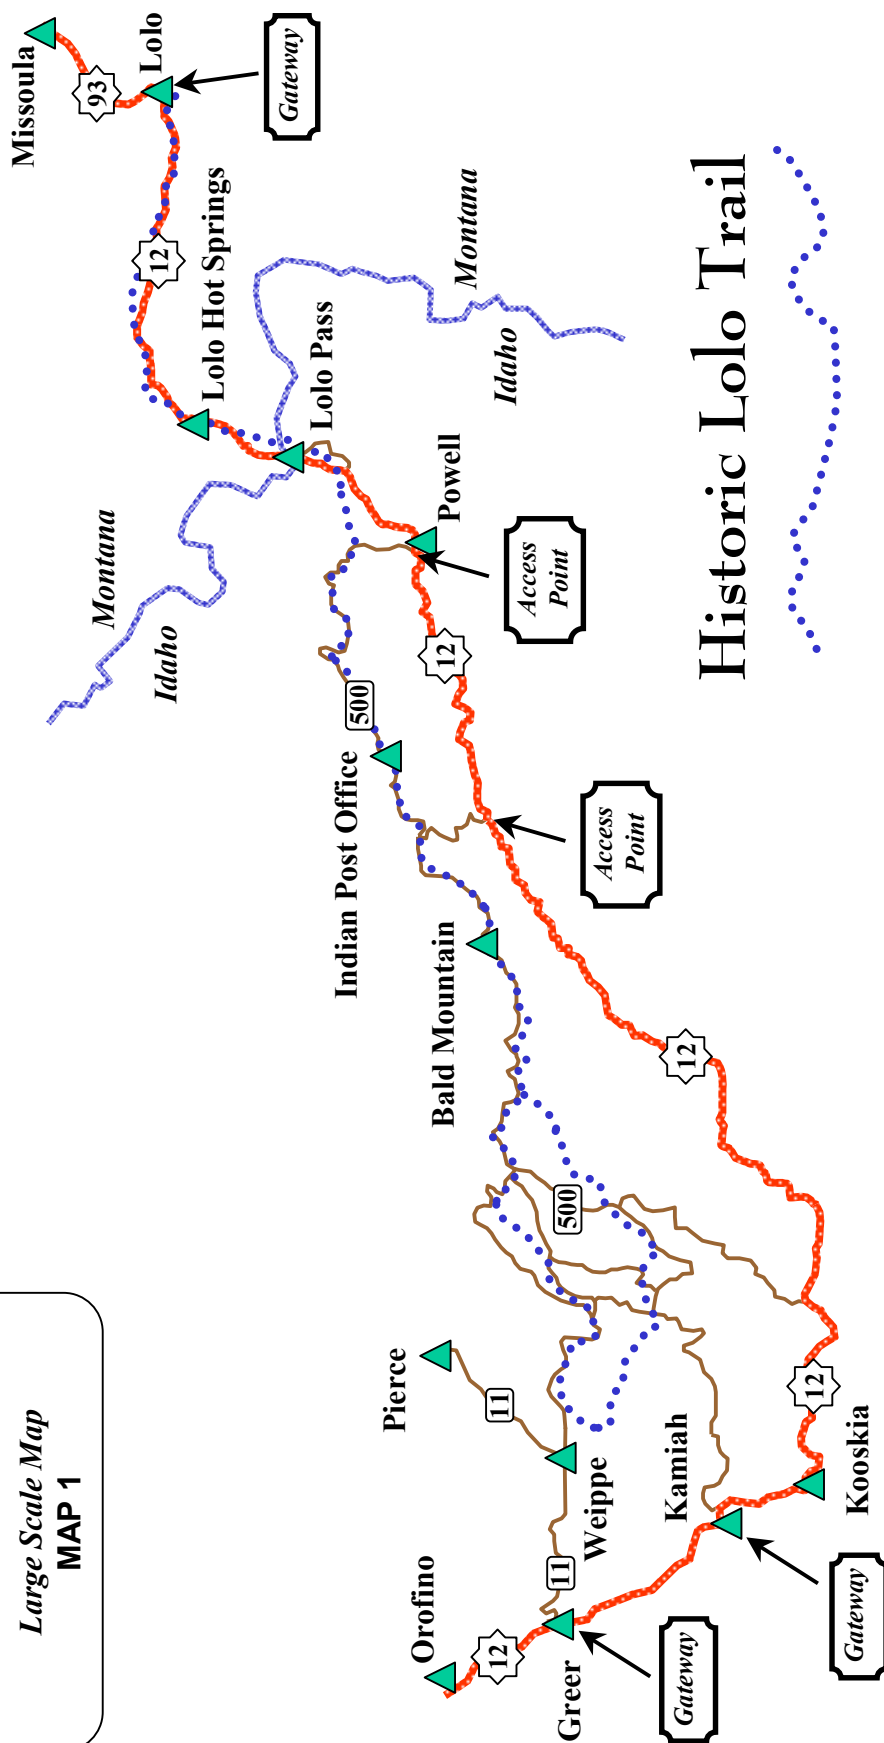 Large Scale Map
MAP 1
Orofino
12
Greer
Gateway
11
Weippe
11
Pierce
Kamiah
Gateway
Kooskia
12
500
12
Bald Mountain
Indian Post Office
500
Access
Point
12
Access
Point
Powell
Montana
Idaho
Lolo Pass
Idaho
Montana
Lolo Hot Springs
12
Lolo
Gateway
93
Missoula
Historic Lolo Trail